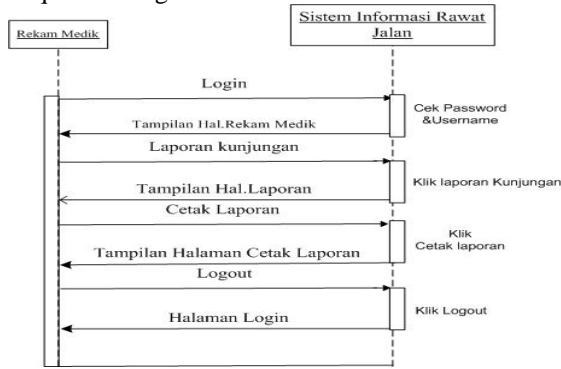 Rekam Medik
Sistem Informasi Rawat
Jalan
Login
Cek Password
&Username
Tampilan Hal.Rekam Medik
Laporan kunjungan
Klik laporan Kunjungan
Tampilan Hal.Laporan
Cetak Laporan
Klik
Cetak laporan
Tampilan Halaman Cetak Laporan
Logout
Klik Logout
Halaman Login